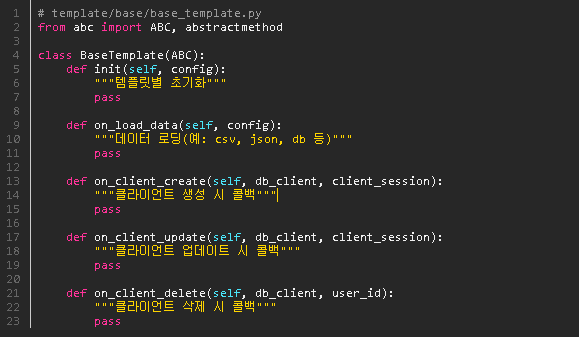 1 # template/base/base_template.py
2 from abc import ABC, abstractmethod
3
4 class BaseTemplate(ABC):
5     def init(self, config):
6         """템플릿별 초기화"""
7         pass
8
9     def on_load_data(self, config):
10         """데이터 로딩(예: csv, json, db 등)"""
11         pass
12
13     def on_client_create(self, db_client, client_session):
14         """클라이언트 생성 시 콜백"""
15         pass
16
17     def on_client_update(self, db_client, client_session):
18         """클라이언트 업데이트 시 콜백"""
19         pass
20
21     def on_client_delete(self, db_client, user_id):
22         """클라이언트 삭제 시 콜백"""
23         pass